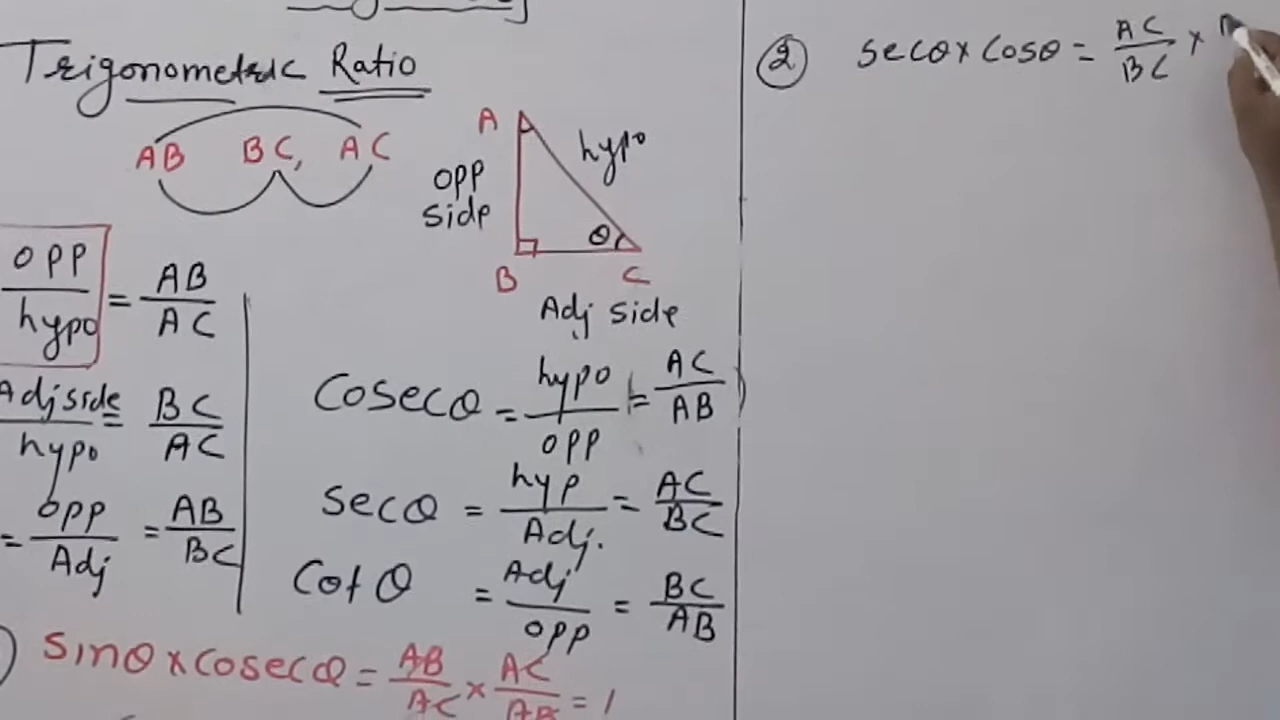 Trigonometric Ratio
AB BC, AC
A
hypo
opp
side
θ
B C
Adj side
opp/hypo = AB/AC
Adj side/hypo = BC/AC
= opp/Adj = AB/BC
Cosecθ = hypo/opp = AC/AB
secθ = hyp/Adj. = AC/BC
Cot θ = Adj/opp = BC/AB
sinθ x cosecθ = AB/AC x AC/AB = 1
② secθ x cosθ = AC/BC x